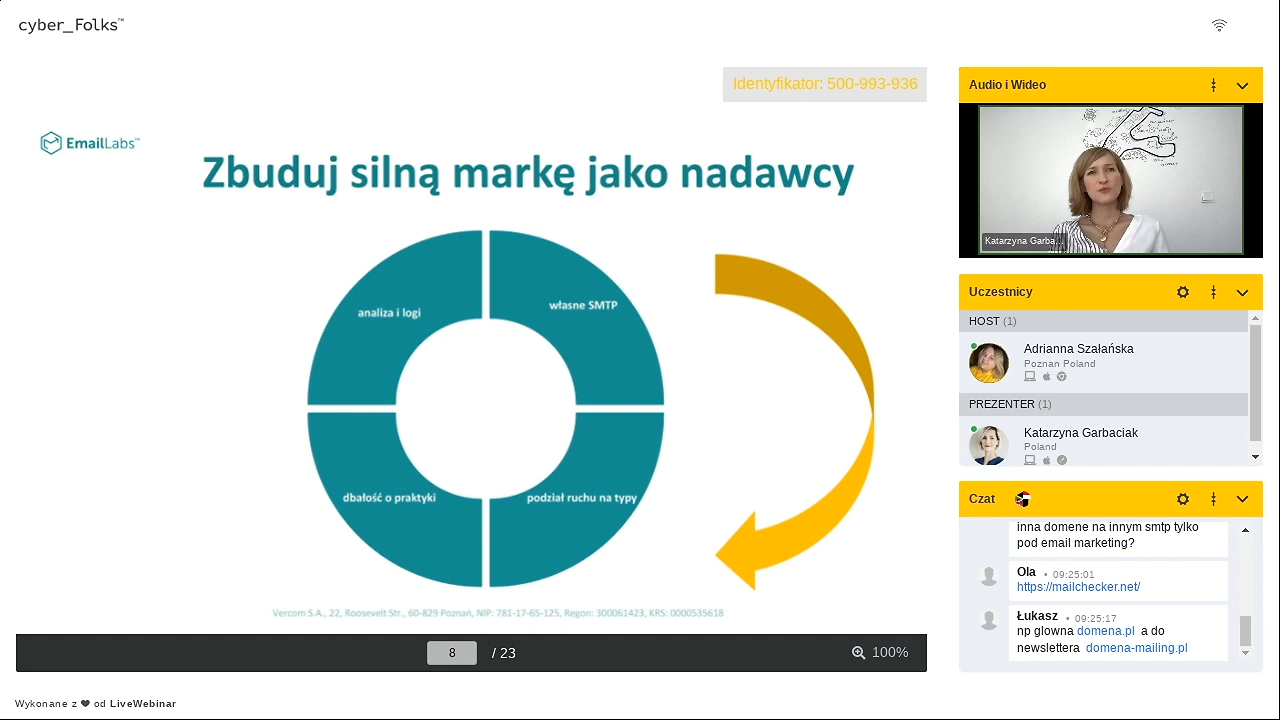 cyber_Folks™
Identyfikator: 500-993-936
EmailLabs™
Zbuduj silną markę jako nadawcy
analiza i logi
własne SMTP
dbałość o praktyki
podział ruchu na typy
Vercom S.A., 22, Roosevelt Str., 60-829 Poznań, NIP: 781-17-65-125, Regon: 300061423, KRS: 0000535618
8 / 23
100%
Wykonane z ❤ od LiveWebinar
Audio i Wideo
Katarzyna Garba...
Uczestnicy
HOST (1)
Adrianna Szałańska
Poznan Poland
PREZENTER (1)
Katarzyna Garbaciak
Poland
Czat
inna domene na innym smtp tylko
pod email marketing?
Ola • 09:25:01
https://mailchecker.net/
Łukasz • 09:25:17
np glowna domena.pl a do
newslettera domena-mailing.pl